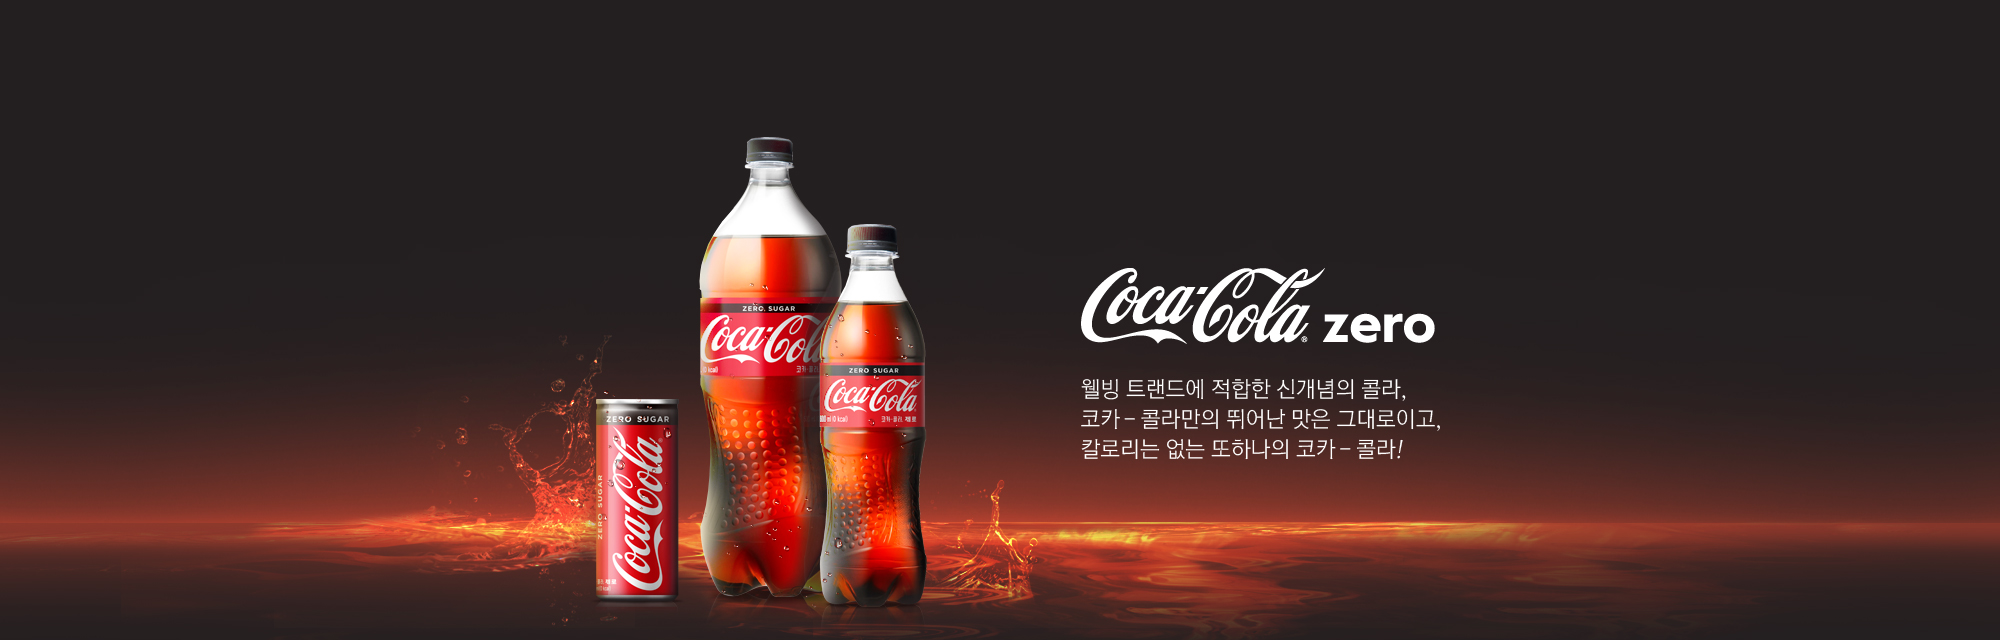 ZERO SUGAR
Coca-Cola
ZERO SUGAR
ZERO SUGAR
Coca-Cola
ZERO SUGAR
Coca-Cola
Coca-Cola zero
웰빙 트랜드에 적합한 신개념의 콜라,
코카 – 콜라만의 뛰어난 맛은 그대로이고,
칼로리는 없는 또하나의 코카 – 콜라!